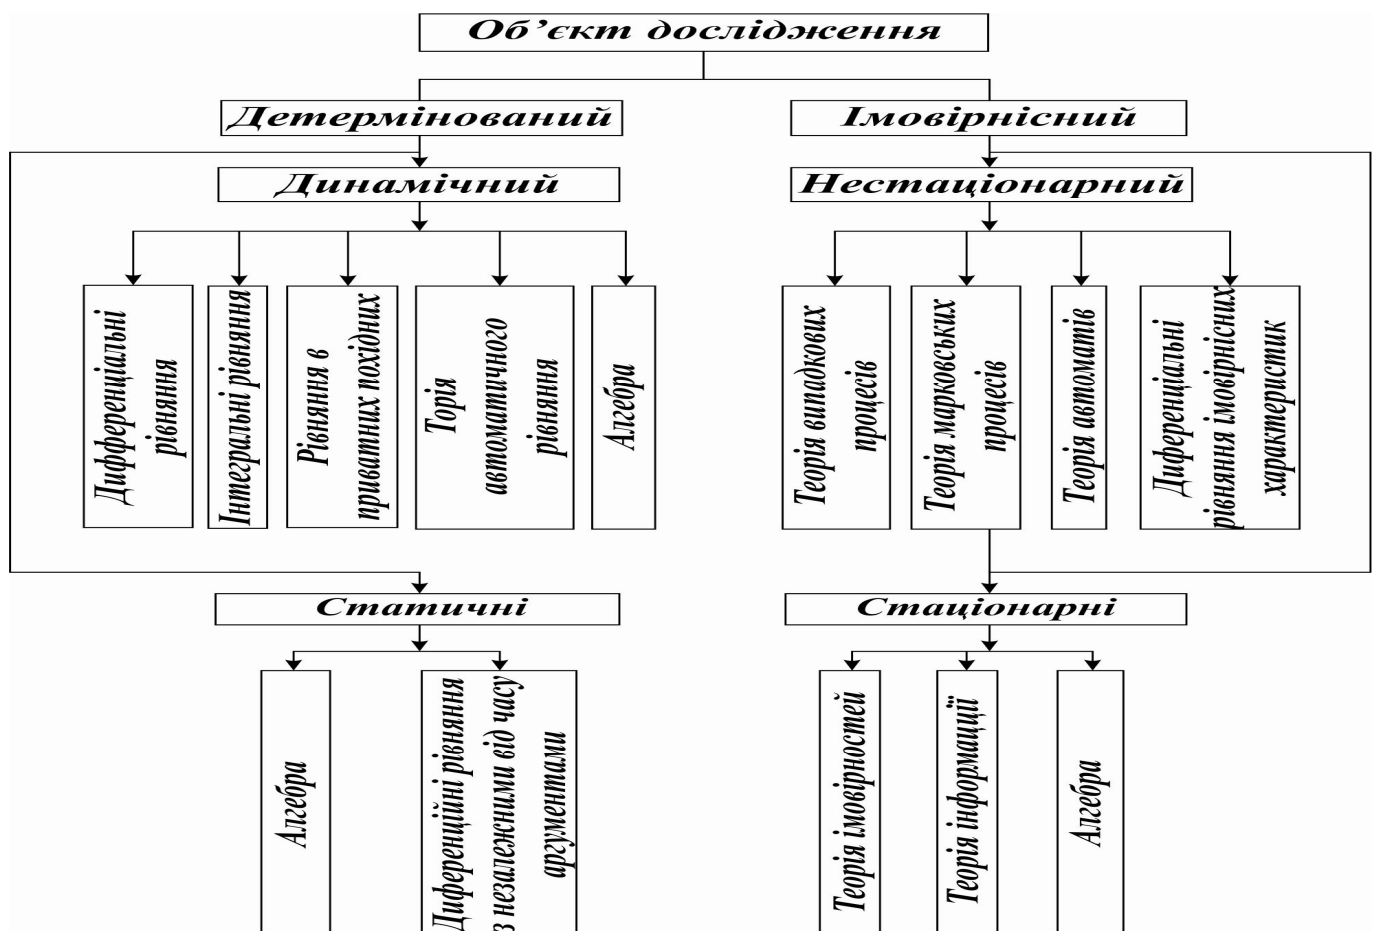 Об’єкт дослідження
Детермінований
Імовірнісний
Динамічний
Нестаціонарний
Дифференціальні
рівняння
Інтегральні рівняння
Рівняння в
приватних похідних
Торія
автоматичного
рівняння
Алгебра
Теорія випадкових
процесів
Теорія марковських
процесів
Теорія автоматів
Диференціальні
рівняння імовірнісних
характеристик
Статичні
Стаціонарні
Алгебра
Диференційні рівняння
з незалежними від часу
аргументами
Теорія імовірностей
Теорія інформаціїї
Алгебра